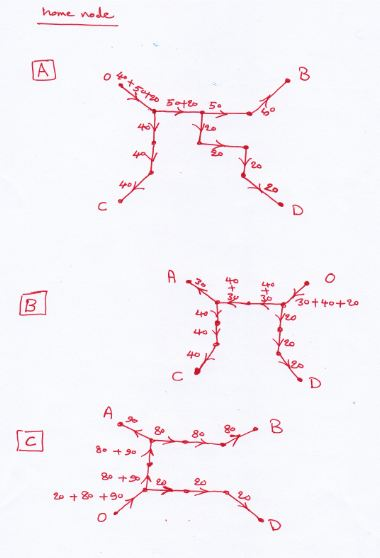 home node
A
O 40+50+20 50+20 50 B
40 20 50
40 20 20
40 20
C D
A 30 40+30 40+30 O
B 30+40+20
40 20
40 20
40 20
C D
A 90 B
C 80 80 80
80+90
80+90
20+80+90 20 20 20
O D